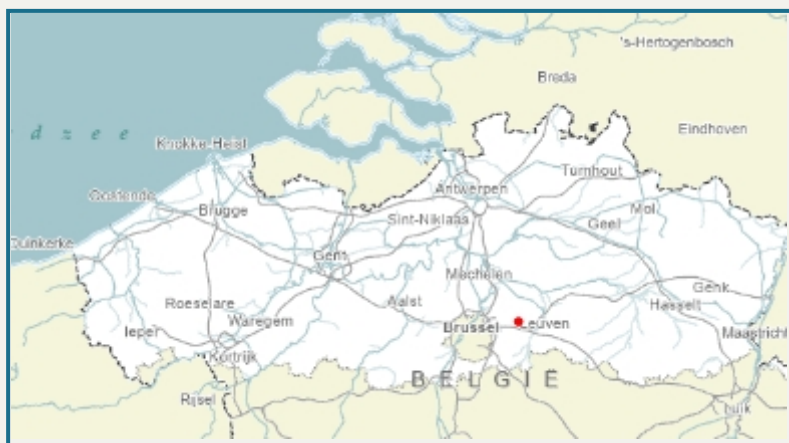 's-Hertogenbosch
Breda
d z e e
Eindhoven
Knokke-Heist
Turnhout
Oostende
Antwerpen
Brugge
Sint-Niklaas
Mol
Geel
Duinkerke
Gent
Mechelen
Genk
Roeselare
Aalst
Hasselt
Waregem
Brussel
Leuven
Ieper
Maastricht
Kortrijk
BELGIË
Rijsel
Luik